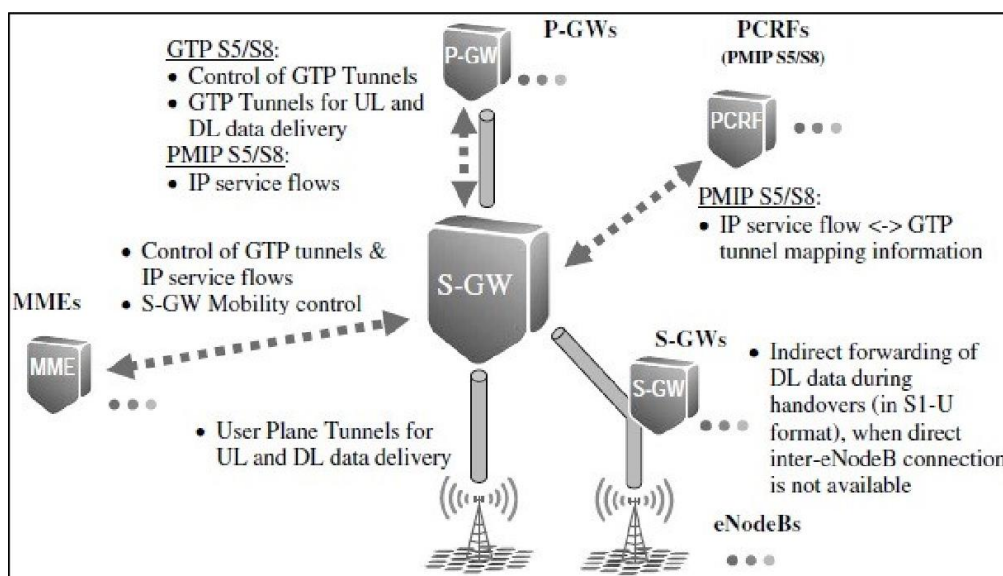 P-GWs
P-GW
PCRFs
(PMIP S5/S8)
PCRF
GTP S5/S8:
• Control of GTP Tunnels
• GTP Tunnels for UL and
DL data delivery
PMIP S5/S8:
• IP service flows
PMIP S5/S8:
• IP service flow <-> GTP
tunnel mapping information
• Control of GTP tunnels &
IP service flows
• S-GW Mobility control
S-GW
MMEs
MME
S-GWs
S-GW
• Indirect forwarding of
DL data during
handovers (in S1-U
format), when direct
inter-eNodeB connection
is not available
• User Plane Tunnels for
UL and DL data delivery
eNodeBs